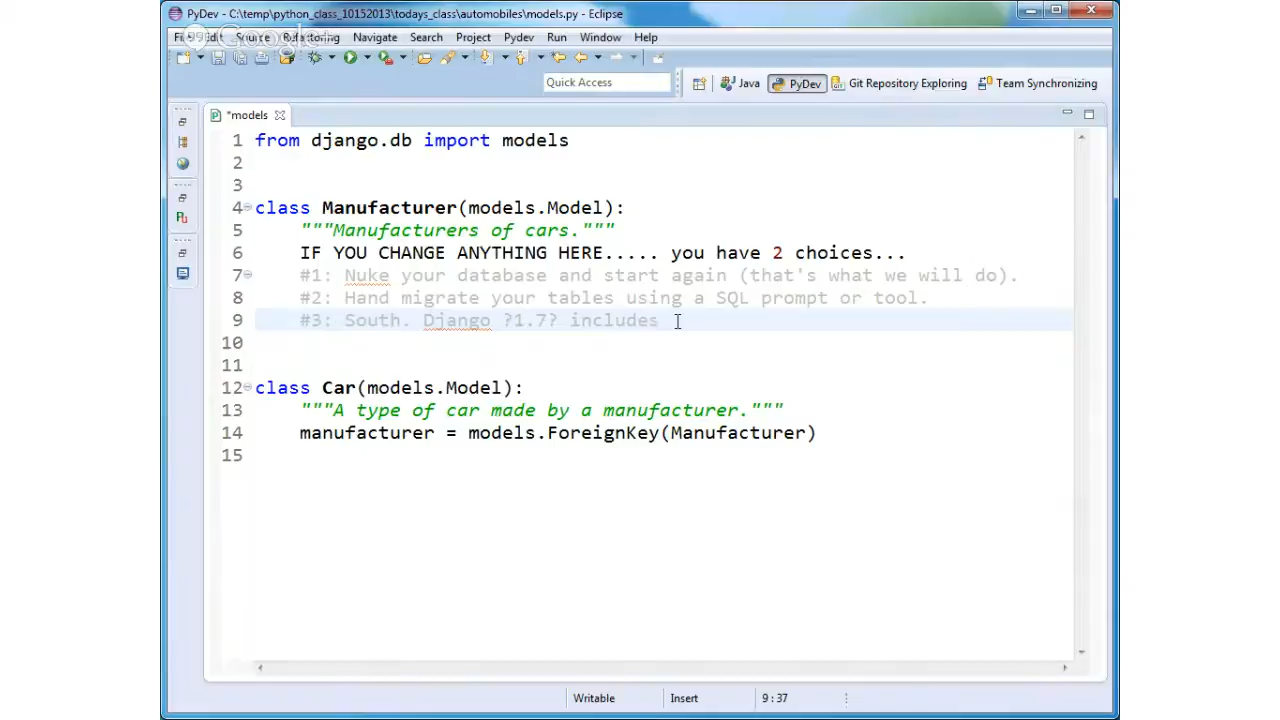 PyDev - C:\temp\python_class_10152013\todays_class\automobiles\models.py - Eclipse
Edit Source Refactoring Navigate Search Project Pydev Run Window Help
Google+
Quick Access
Java
PyDev
Git Repository Exploring
Team Synchronizing
*models
1 from django.db import models
2
3
4 class Manufacturer(models.Model):
5 """Manufacturers of cars."""
6 IF YOU CHANGE ANYTHING HERE..... you have 2 choices...
7 #1: Nuke your database and start again (that's what we will do).
8 #2: Hand migrate your tables using a SQL prompt or tool.
9 #3: South. Django ?1.7? includes
10
11
12 class Car(models.Model):
13 """A type of car made by a manufacturer."""
14 manufacturer = models.ForeignKey(Manufacturer)
15
Writable Insert 9 : 37